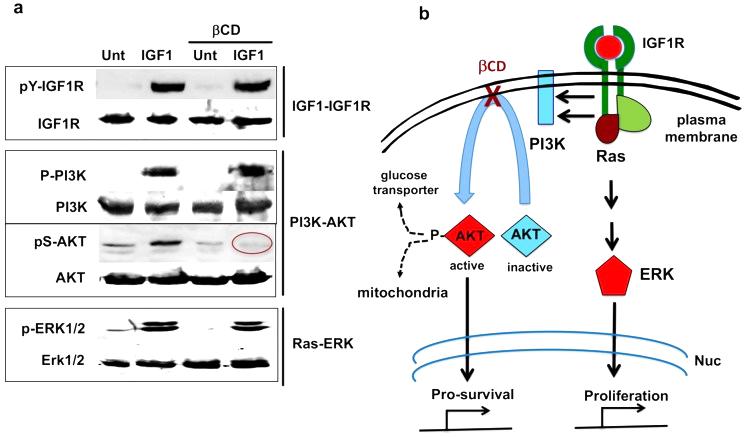 a
βCD
Unt IGF1 Unt IGF1
pY-IGF1R
IGF1R
IGF1-IGF1R
P-PI3K
PI3K
pS-AKT
AKT
PI3K-AKT
p-ERK1/2
Erk1/2
Ras-ERK
b
IGF1R
βCD
X
PI3K
Ras
plasma
membrane
glucose
transporter
P-
AKT
active
AKT
inactive
mitochondria
ERK
Nuc
Pro-survival
Proliferation